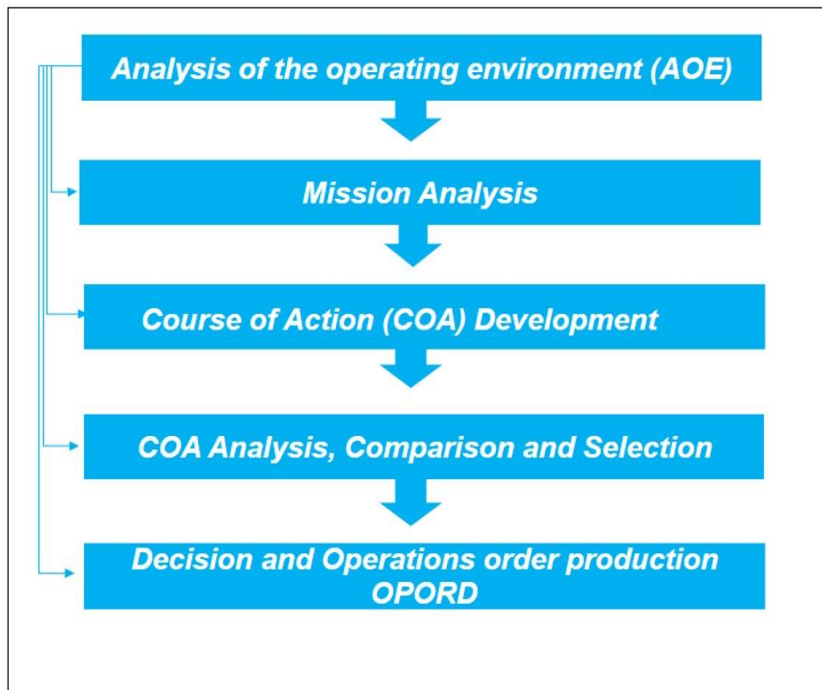 Analysis of the operating environment (AOE)
Mission Analysis
Course of Action (COA) Development
COA Analysis, Comparison and Selection
Decision and Operations order production
OPORD